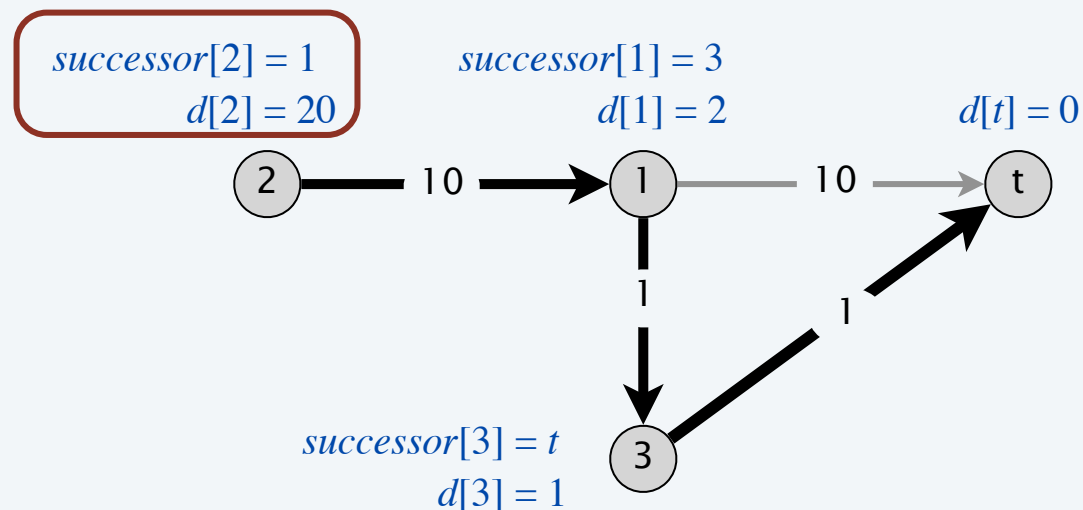 successor[2] = 1
d[2] = 20
successor[1] = 3
d[1] = 2
d[t] = 0
2
10
1
10
t
1
1
successor[3] = t
d[3] = 1
3